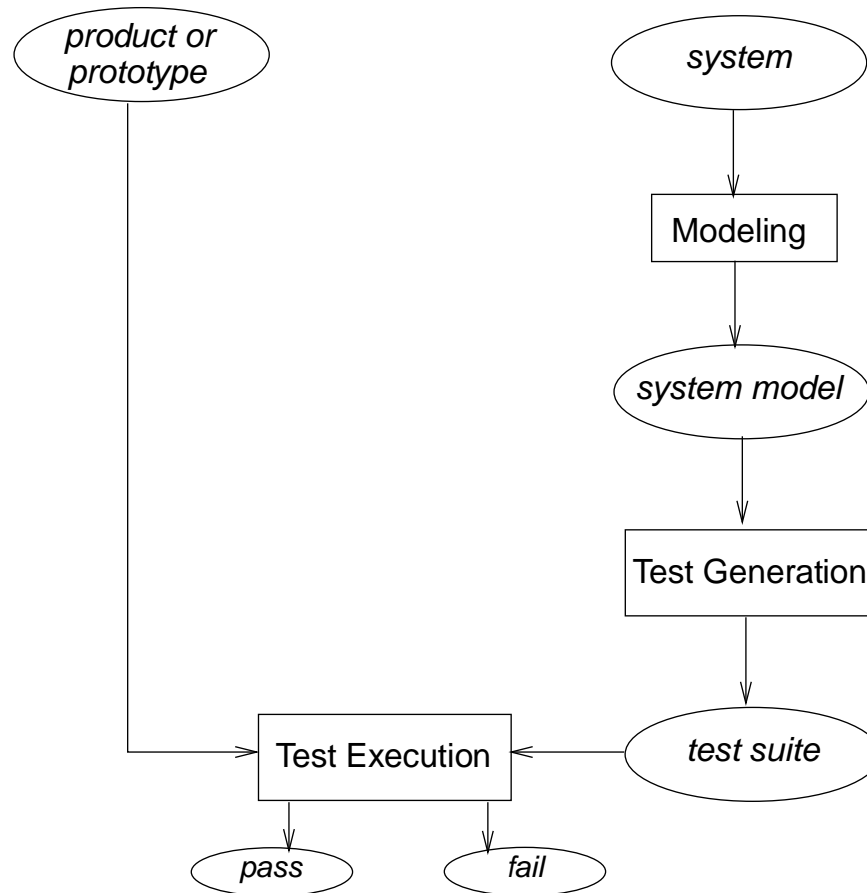 product or
prototype
system
Modeling
system model
Test Generation
Test Execution
test suite
pass
fail